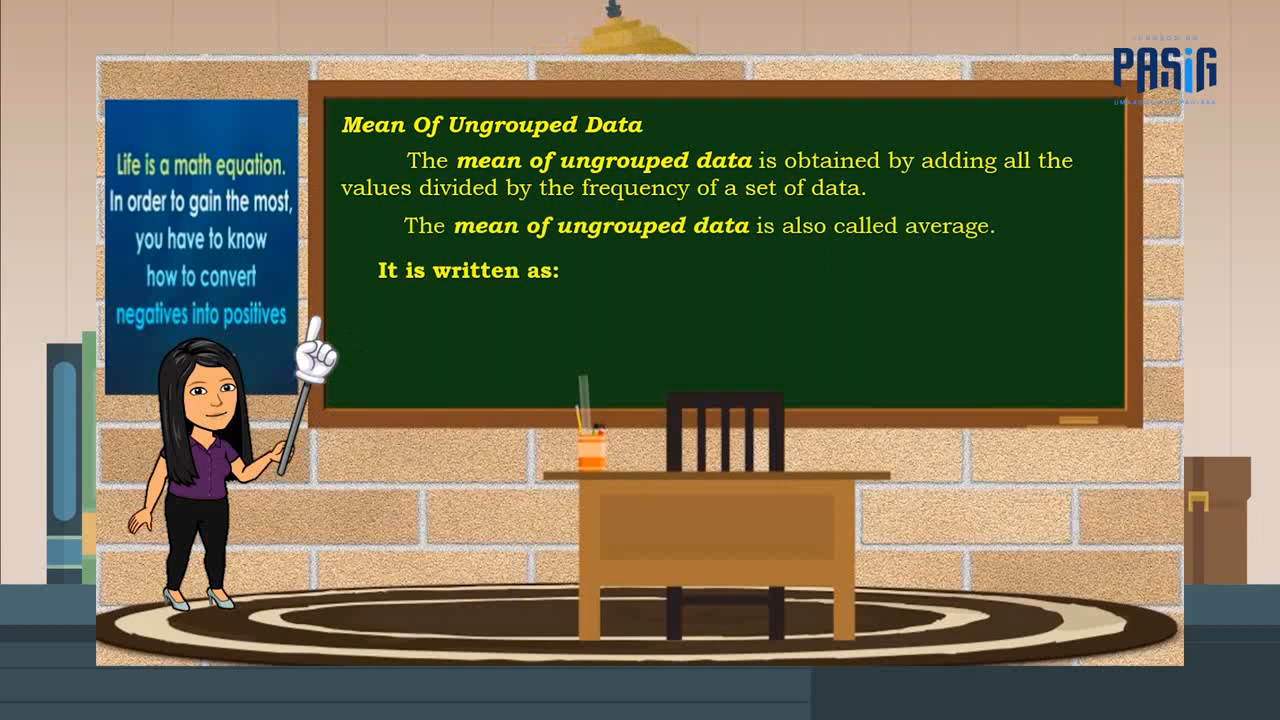 PASiG
Mean Of Ungrouped Data
The mean of ungrouped data is obtained by adding all the
values divided by the frequency of a set of data.
The mean of ungrouped data is also called average.
It is written as:
Life is a math equation.
In order to gain the most,
you have to know
how to convert
negatives into positives